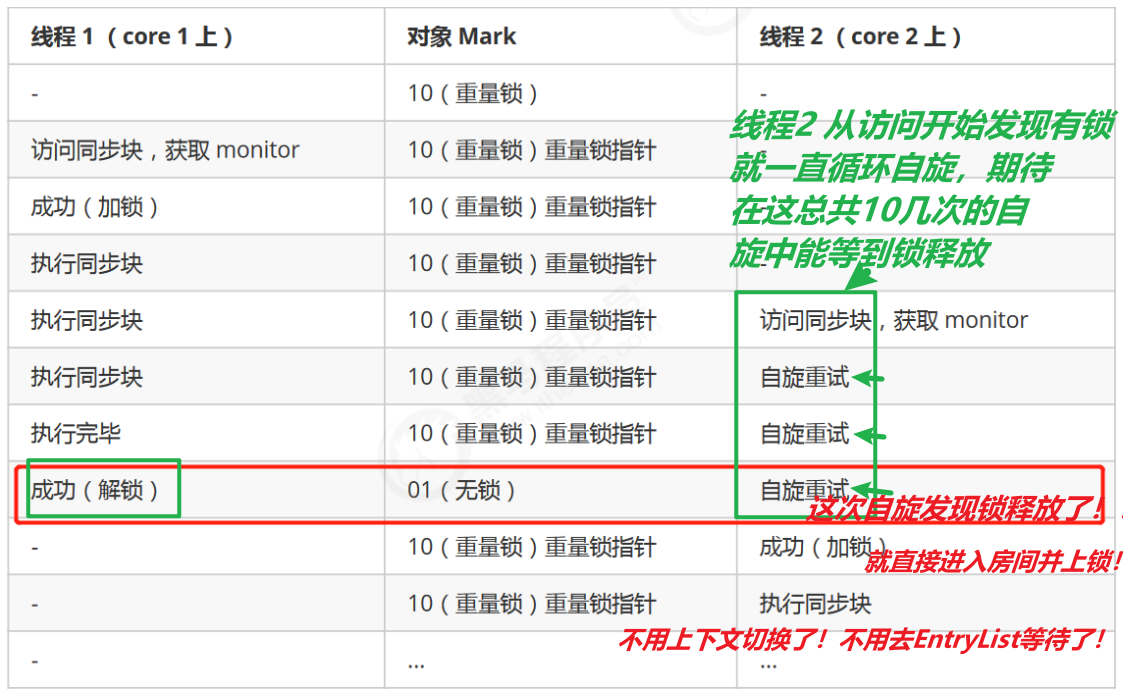 线程 1 （core 1 上） 对象 Mark 线程 2 （core 2 上）
- 10（重量锁） -
访问同步块，获取 monitor 10（重量锁）重量锁指针
成功（加锁） 10（重量锁）重量锁指针
执行同步块 10（重量锁）重量锁指针 -
线程2 从访问开始发现有锁
就一直循环自旋，期待
在这总共10几次的自
旋中能等到锁释放
执行同步块 10（重量锁）重量锁指针 访问同步块，获取 monitor
执行同步块 10（重量锁）重量锁指针 自旋重试
执行完毕 10（重量锁）重量锁指针 自旋重试
成功（解锁） 01（无锁） 自旋重试
这次自旋发现锁释放了！
- 10（重量锁）重量锁指针 成功（加锁）
就直接进入房间并上锁！
- 10（重量锁）重量锁指针 执行同步块
不用上下文切换了！不用去EntryList等待了！
- ... ...